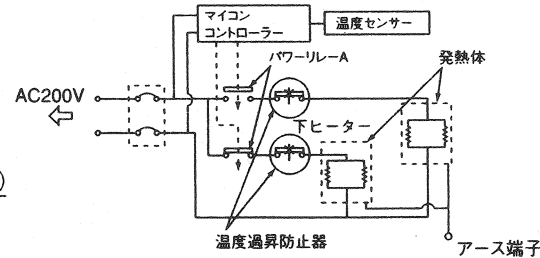 マイコン
コントローラー
温度センサー
パワーリレーA
発熱体
AC200V
下ヒーター
温度過昇防止器
アース端子